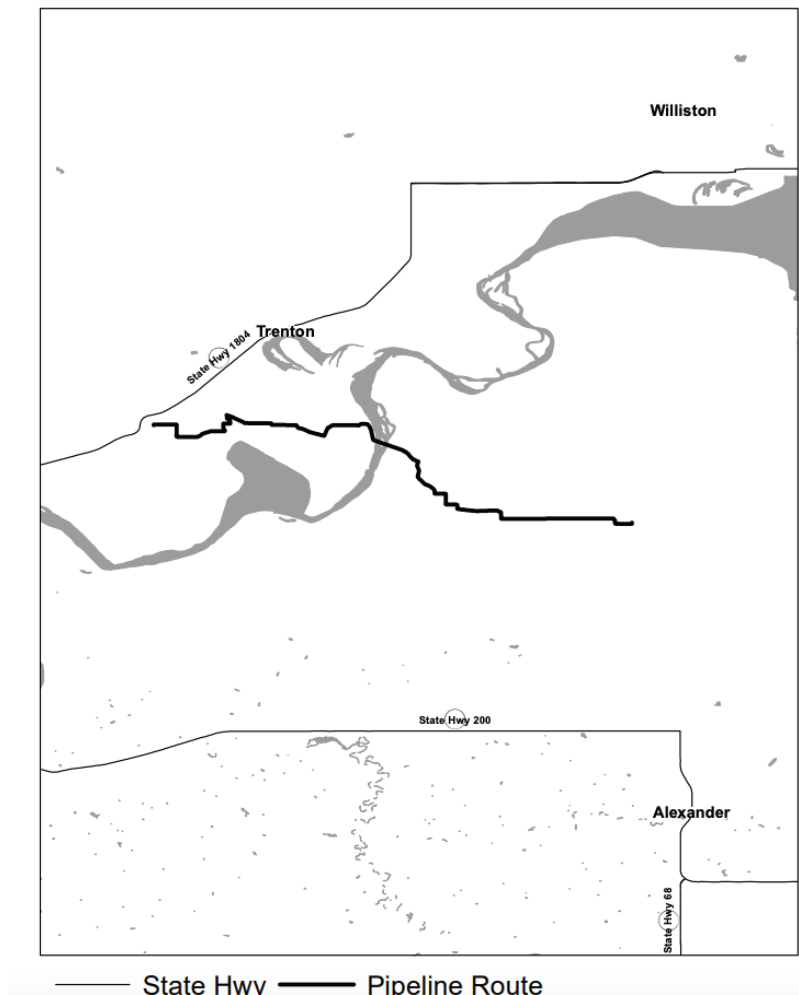 Williston
Trenton
State Hwy 1804
State Hwy 200
Alexander
State Hwy 68
State Hwy Pipeline Route